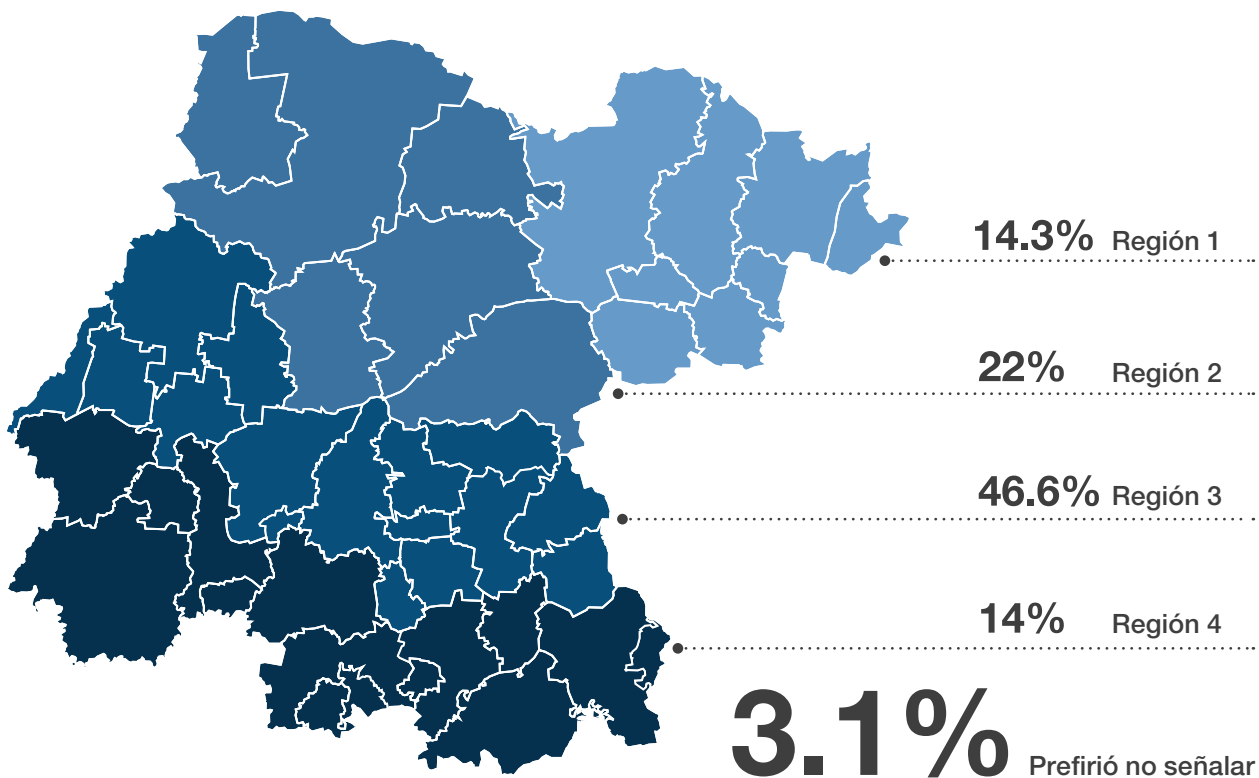 14.3% Región 1
22% Región 2
46.6% Región 3
14% Región 4
3.1% Prefirió no señalar